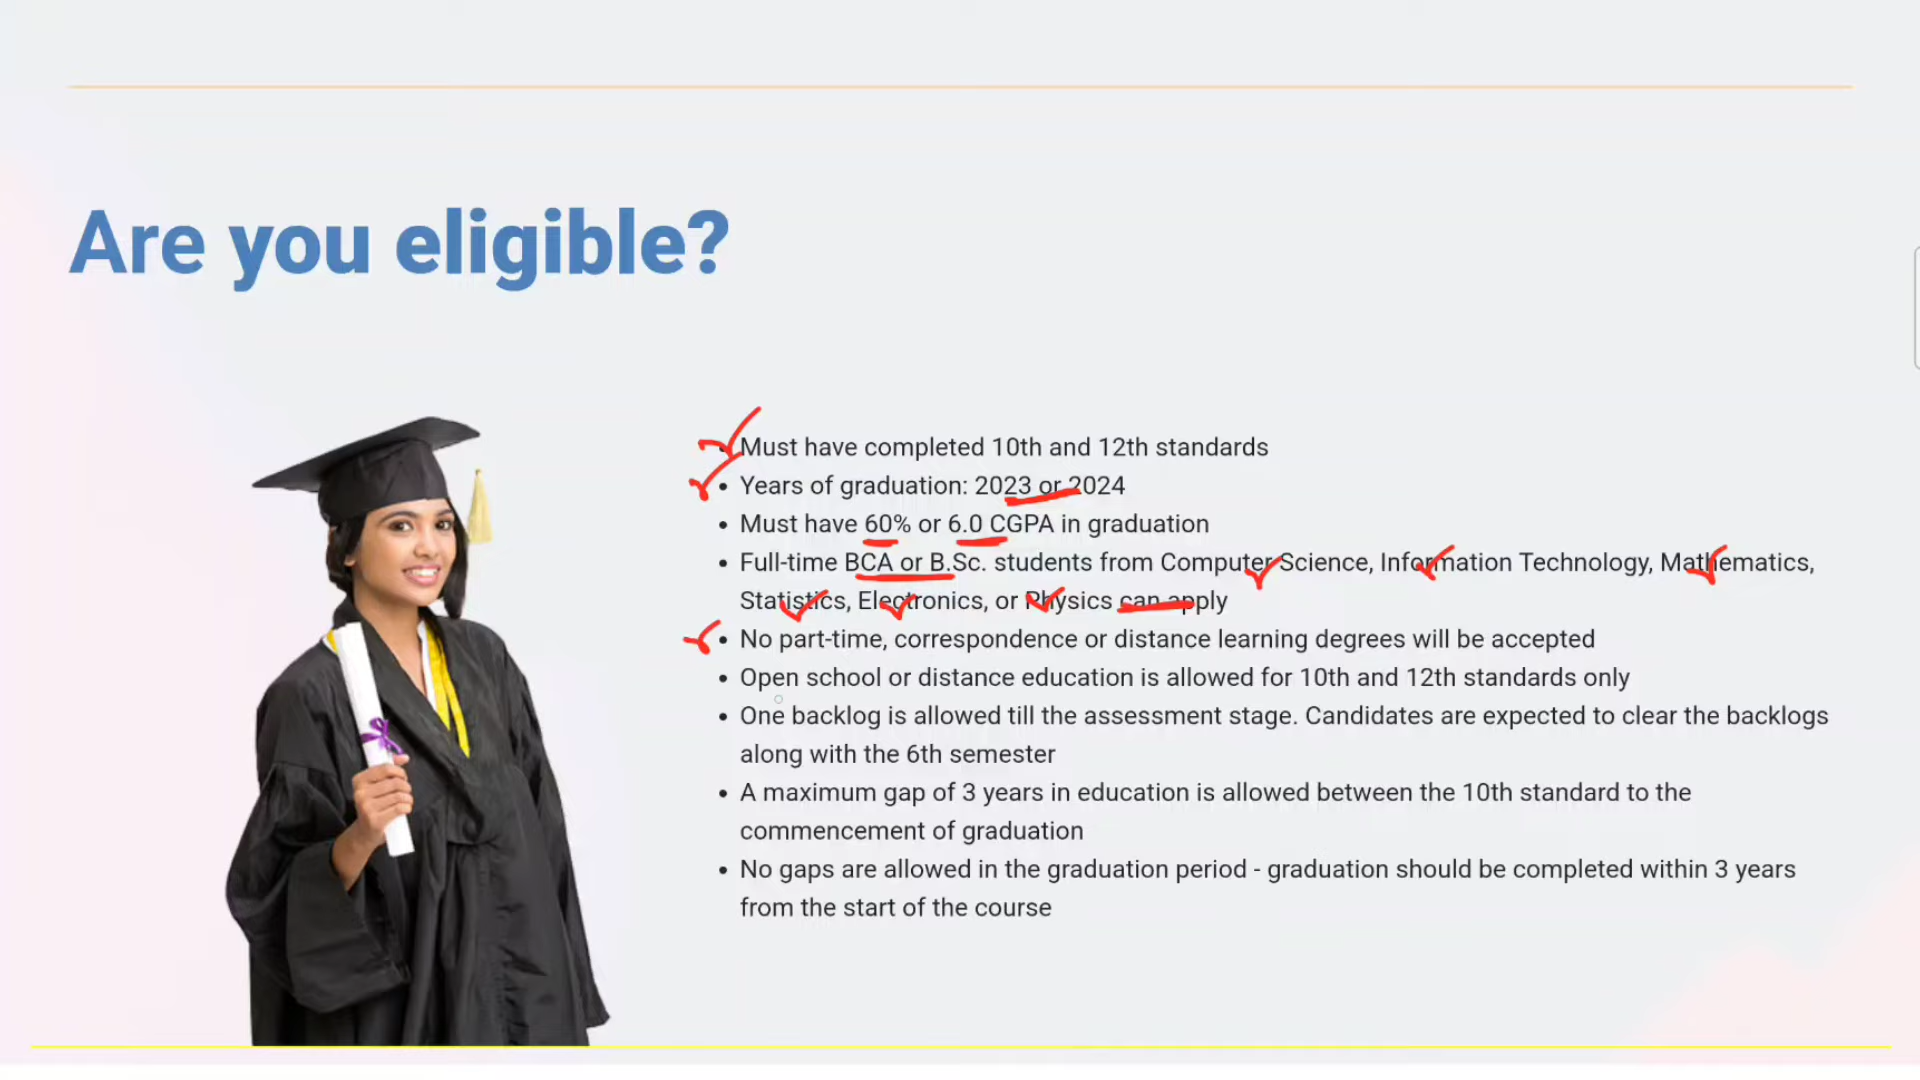 Are you eligible?
• Must have completed 10th and 12th standards
• Years of graduation: 2023 or 2024
• Must have 60% or 6.0 CGPA in graduation
• Full-time BCA or B.Sc. students from Computer Science, Information Technology, Mathematics,
Statistics, Electronics, or Physics can apply
• No part-time, correspondence or distance learning degrees will be accepted
• Open school or distance education is allowed for 10th and 12th standards only
• One backlog is allowed till the assessment stage. Candidates are expected to clear the backlogs
along with the 6th semester
• A maximum gap of 3 years in education is allowed between the 10th standard to the
commencement of graduation
• No gaps are allowed in the graduation period - graduation should be completed within 3 years
from the start of the course